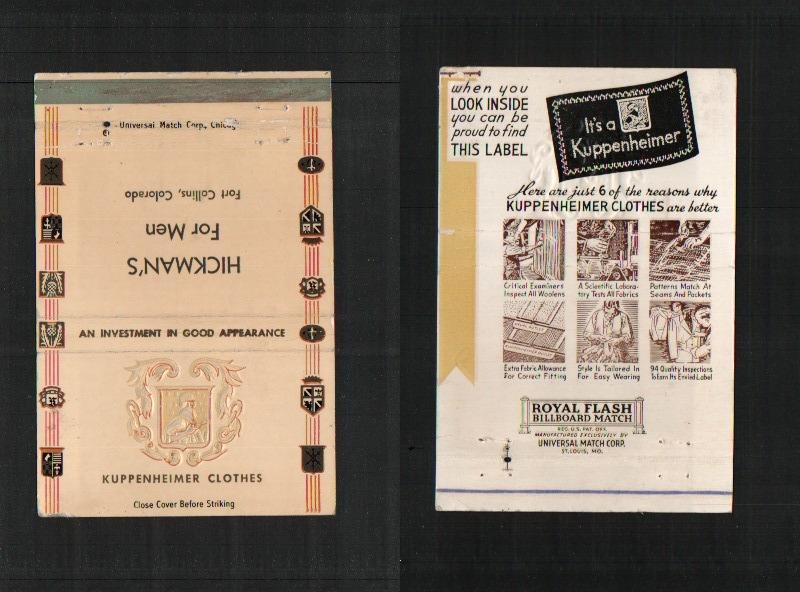 Universal Match Corp., Chicago
Fort Collins, Colorado
For Men
HICKMAN'S
AN INVESTMENT IN GOOD APPEARANCE
KUPPENHEIMER CLOTHES
Close Cover Before Striking
when you
LOOK INSIDE
you can be
proud to find
THIS LABEL
It's a
Kuppenheimer
Here are just 6 of the reasons why
KUPPENHEIMER CLOTHES are better
Critical Examiners
Inspect All Woolens
A Scientific Labora-
tory Tests All Fabrics
Patterns Match At
Seams And Pockets
Extra Fabric Allowance
For Correct Fitting
Style Is Tailored In
For Easy Wearing
94 Quality Inspections
To Earn Its Envied Label
ROYAL FLASH
BILLBOARD MATCH
REG. U.S. PAT. OFF.
MANUFACTURED EXCLUSIVELY BY
UNIVERSAL MATCH CORP.
ST. LOUIS, MO.